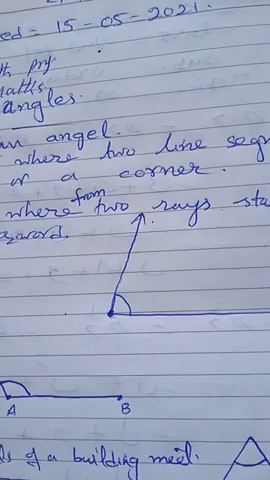 ed = 15-05-2021.
th pry.
maths
angles.
an angel.
where two line seg
or a corner.
where from two rays sta
A B
ls of a building meet.